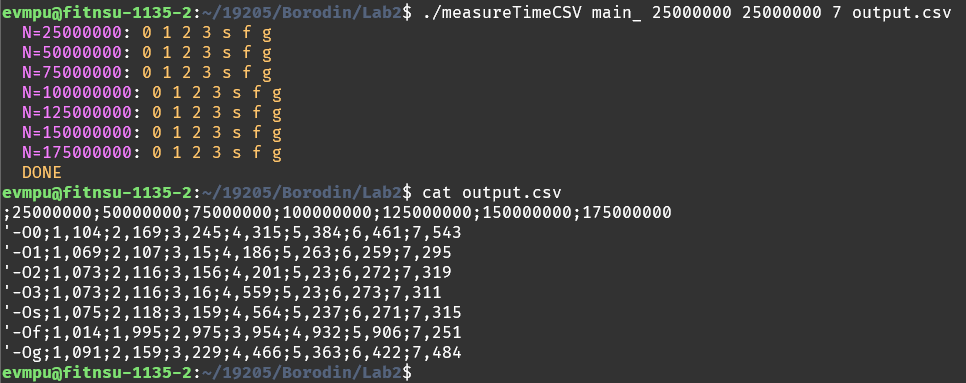 evmpu@fitnsu-1135-2:~/19205/Borodin/Lab2$ ./measureTimeCSV main_ 25000000 25000000 7 output.csv
N=25000000: 0 1 2 3 s f g
N=50000000: 0 1 2 3 s f g
N=75000000: 0 1 2 3 s f g
N=100000000: 0 1 2 3 s f g
N=125000000: 0 1 2 3 s f g
N=150000000: 0 1 2 3 s f g
N=175000000: 0 1 2 3 s f g
DONE
evmpu@fitnsu-1135-2:~/19205/Borodin/Lab2$ cat output.csv
;25000000;50000000;75000000;100000000;125000000;150000000;175000000
'-O0;1,104;2,169;3,245;4,315;5,384;6,461;7,543
'-O1;1,069;2,107;3,15;4,186;5,263;6,259;7,295
'-O2;1,073;2,116;3,156;4,201;5,23;6,272;7,319
'-O3;1,073;2,116;3,16;4,559;5,23;6,273;7,311
'-Os;1,075;2,118;3,159;4,564;5,237;6,271;7,315
'-Of;1,014;1,995;2,975;3,954;4,932;5,906;7,251
'-Og;1,091;2,159;3,229;4,466;5,363;6,422;7,484
evmpu@fitnsu-1135-2:~/19205/Borodin/Lab2$